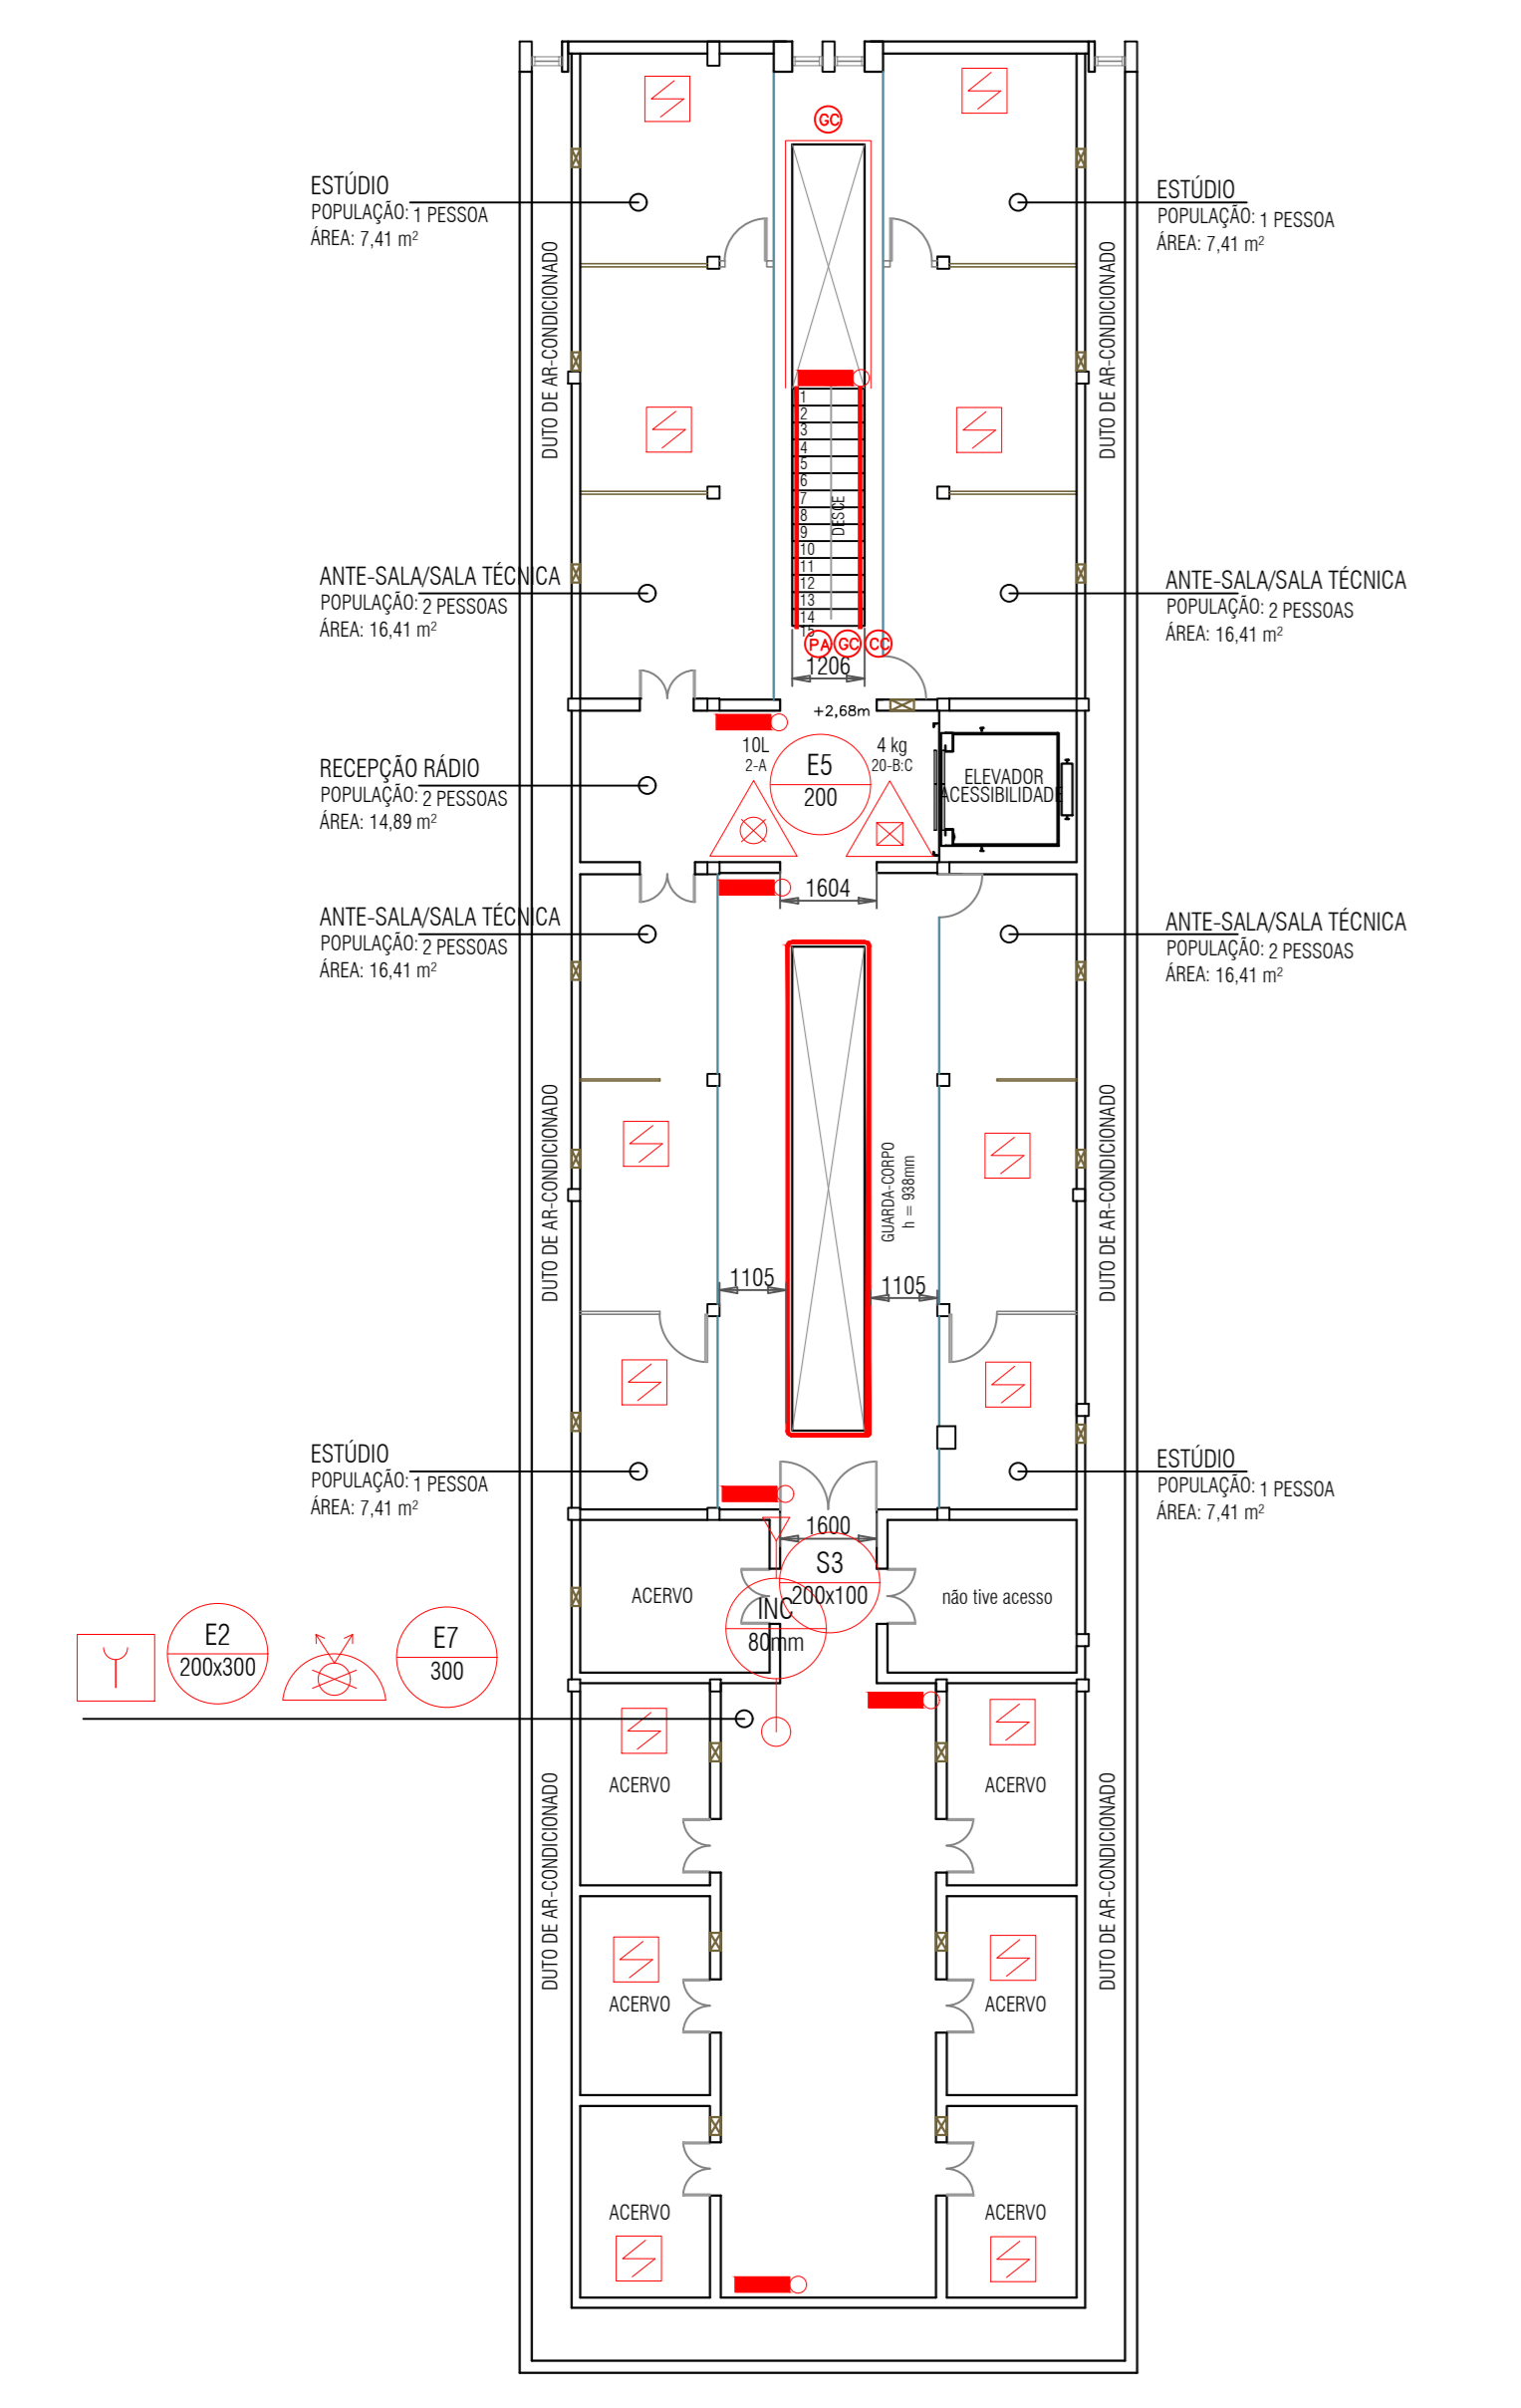 GC
ESTÚDIO
POPULAÇÃO: 1 PESSOA
ÁREA: 7,41 m²
ESTÚDIO
POPULAÇÃO: 1 PESSOA
ÁREA: 7,41 m²
DUTO DE AR-CONDICIONADO
DUTO DE AR-CONDICIONADO
1
2
3
4
5
6
7
8
9
10
11
12
13
14
15
DESCE
ANTE-SALA/SALA TÉCNICA
POPULAÇÃO: 2 PESSOAS
ÁREA: 16,41 m²
ANTE-SALA/SALA TÉCNICA
POPULAÇÃO: 2 PESSOAS
ÁREA: 16,41 m²
PA GC CC
1206
+2,68m
10L
2-A
E5
200
4 kg
20-B:C
RECEPÇÃO RÁDIO
POPULAÇÃO: 2 PESSOAS
ÁREA: 14,89 m²
ELEVADOR
ACESSIBILIDADE
1604
ANTE-SALA/SALA TÉCNICA
POPULAÇÃO: 2 PESSOAS
ÁREA: 16,41 m²
ANTE-SALA/SALA TÉCNICA
POPULAÇÃO: 2 PESSOAS
ÁREA: 16,41 m²
DUTO DE AR-CONDICIONADO
GUARDA-CORPO
h = 938mm
DUTO DE AR-CONDICIONADO
1105
1105
ESTÚDIO
POPULAÇÃO: 1 PESSOA
ÁREA: 7,41 m²
ESTÚDIO
POPULAÇÃO: 1 PESSOA
ÁREA: 7,41 m²
1600
S3
200x100
ACERVO
não tive acesso
INC
80mm
E2
200x300
E7
300
ACERVO
ACERVO
DUTO DE AR-CONDICIONADO
DUTO DE AR-CONDICIONADO
ACERVO
ACERVO
ACERVO
ACERVO